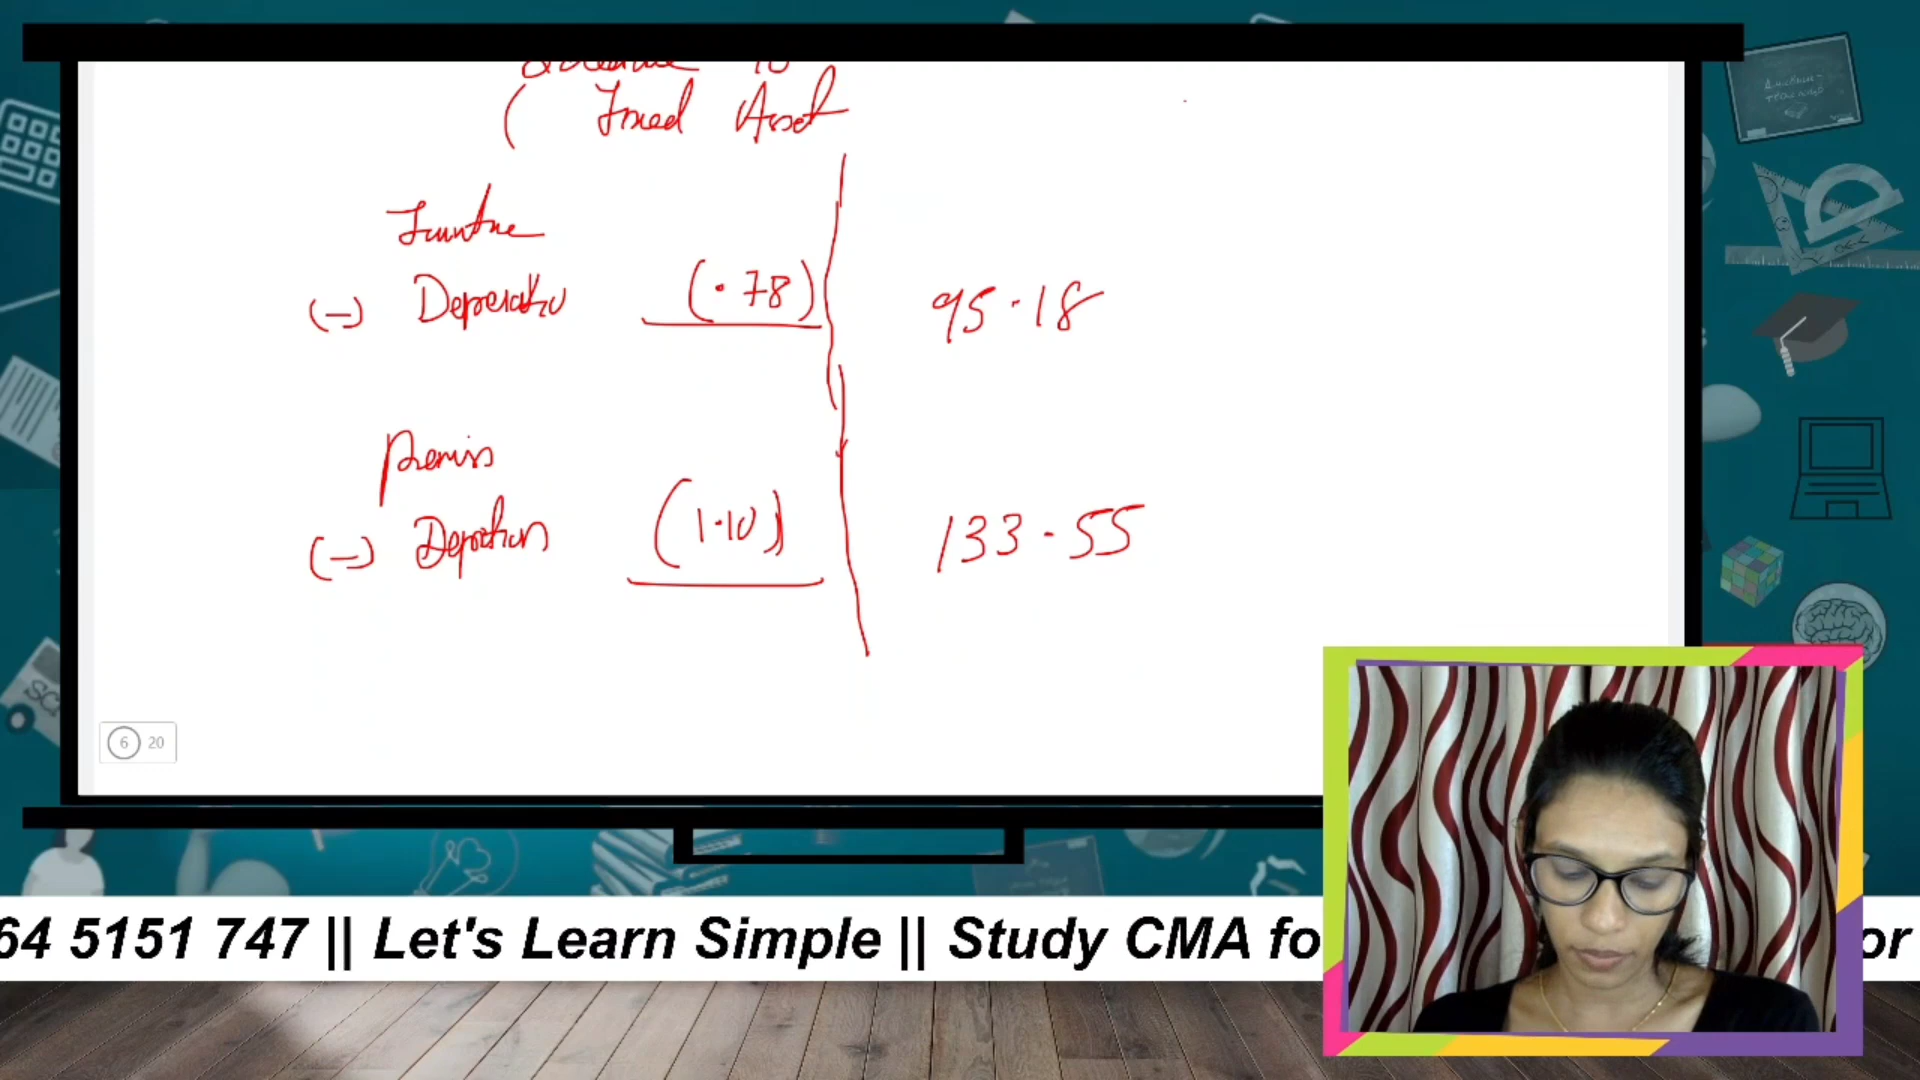 ( Fixed Asset
Furniture
(-) Depreciation (.78) 95.18
Premises
(-) Depreciation (1.10) 133.55
6 20
64 5151 747 || Let's Learn Simple || Study CMA fo
or